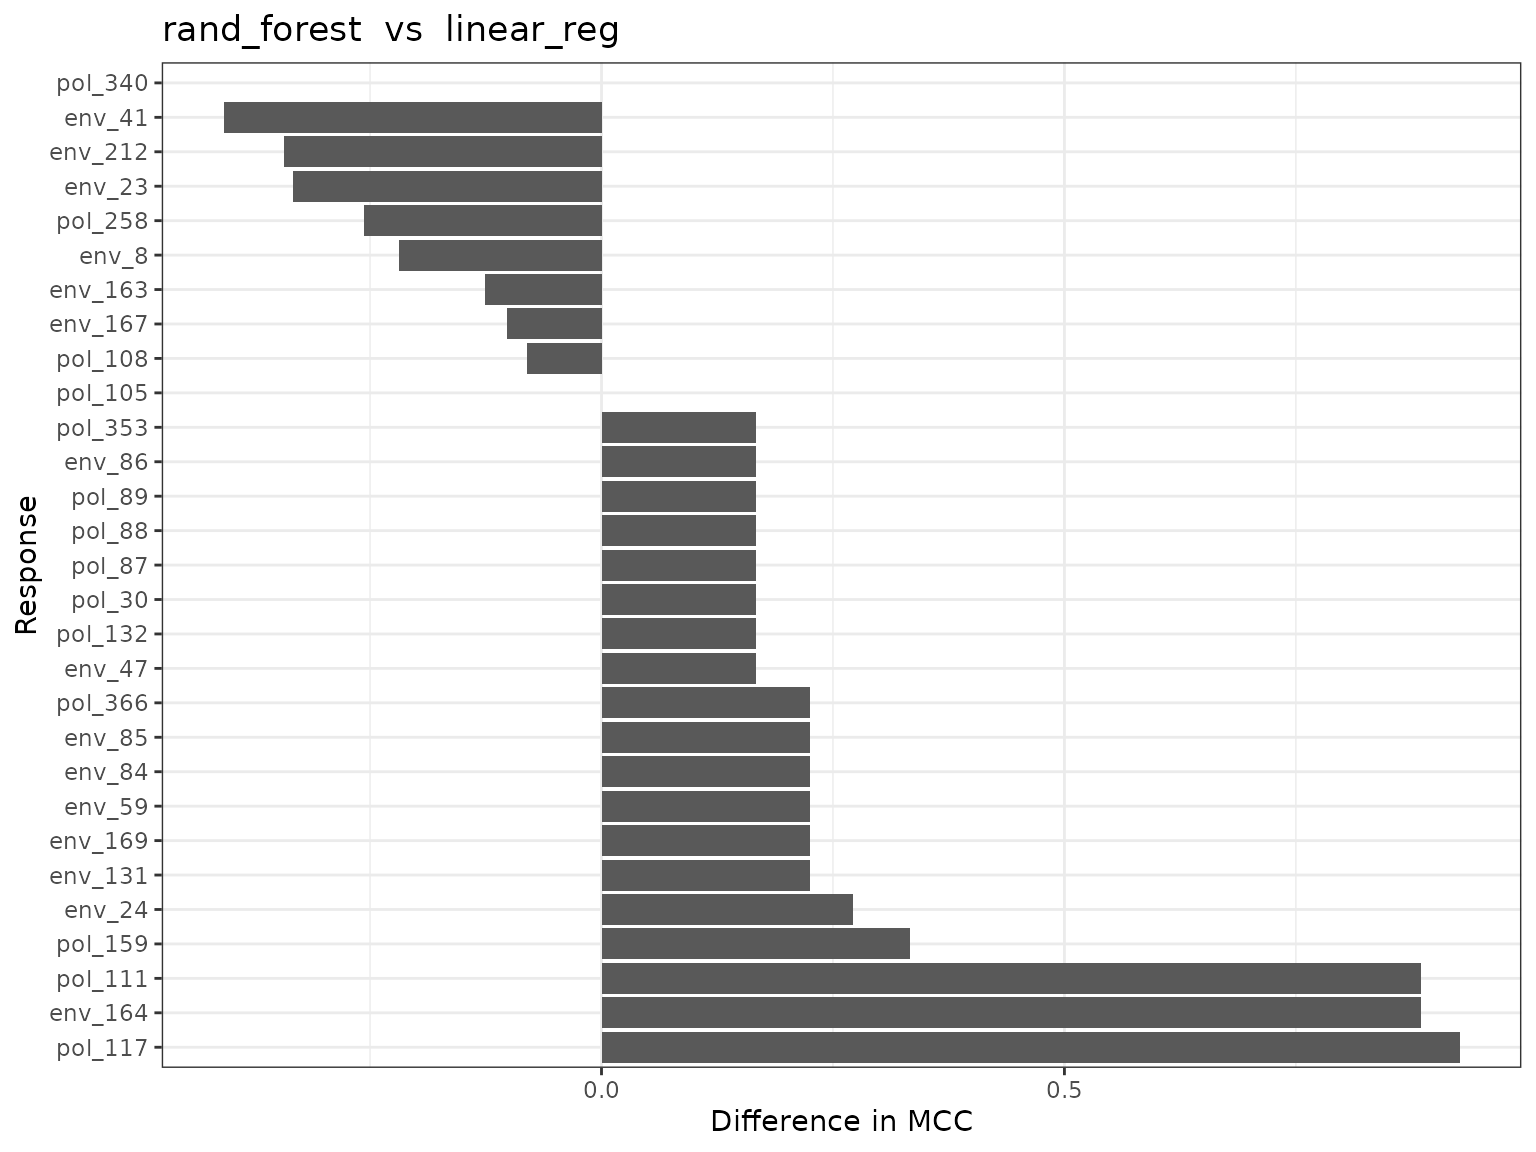 rand_forest  vs  linear_reg
Response
pol_340
env_41
env_212
env_23
pol_258
env_8
env_163
env_167
pol_108
pol_105
pol_353
env_86
pol_89
pol_88
pol_87
pol_30
pol_132
env_47
pol_366
env_85
env_84
env_59
env_169
env_131
env_24
pol_159
pol_111
env_164
pol_117
0.0
0.5
Difference in MCC